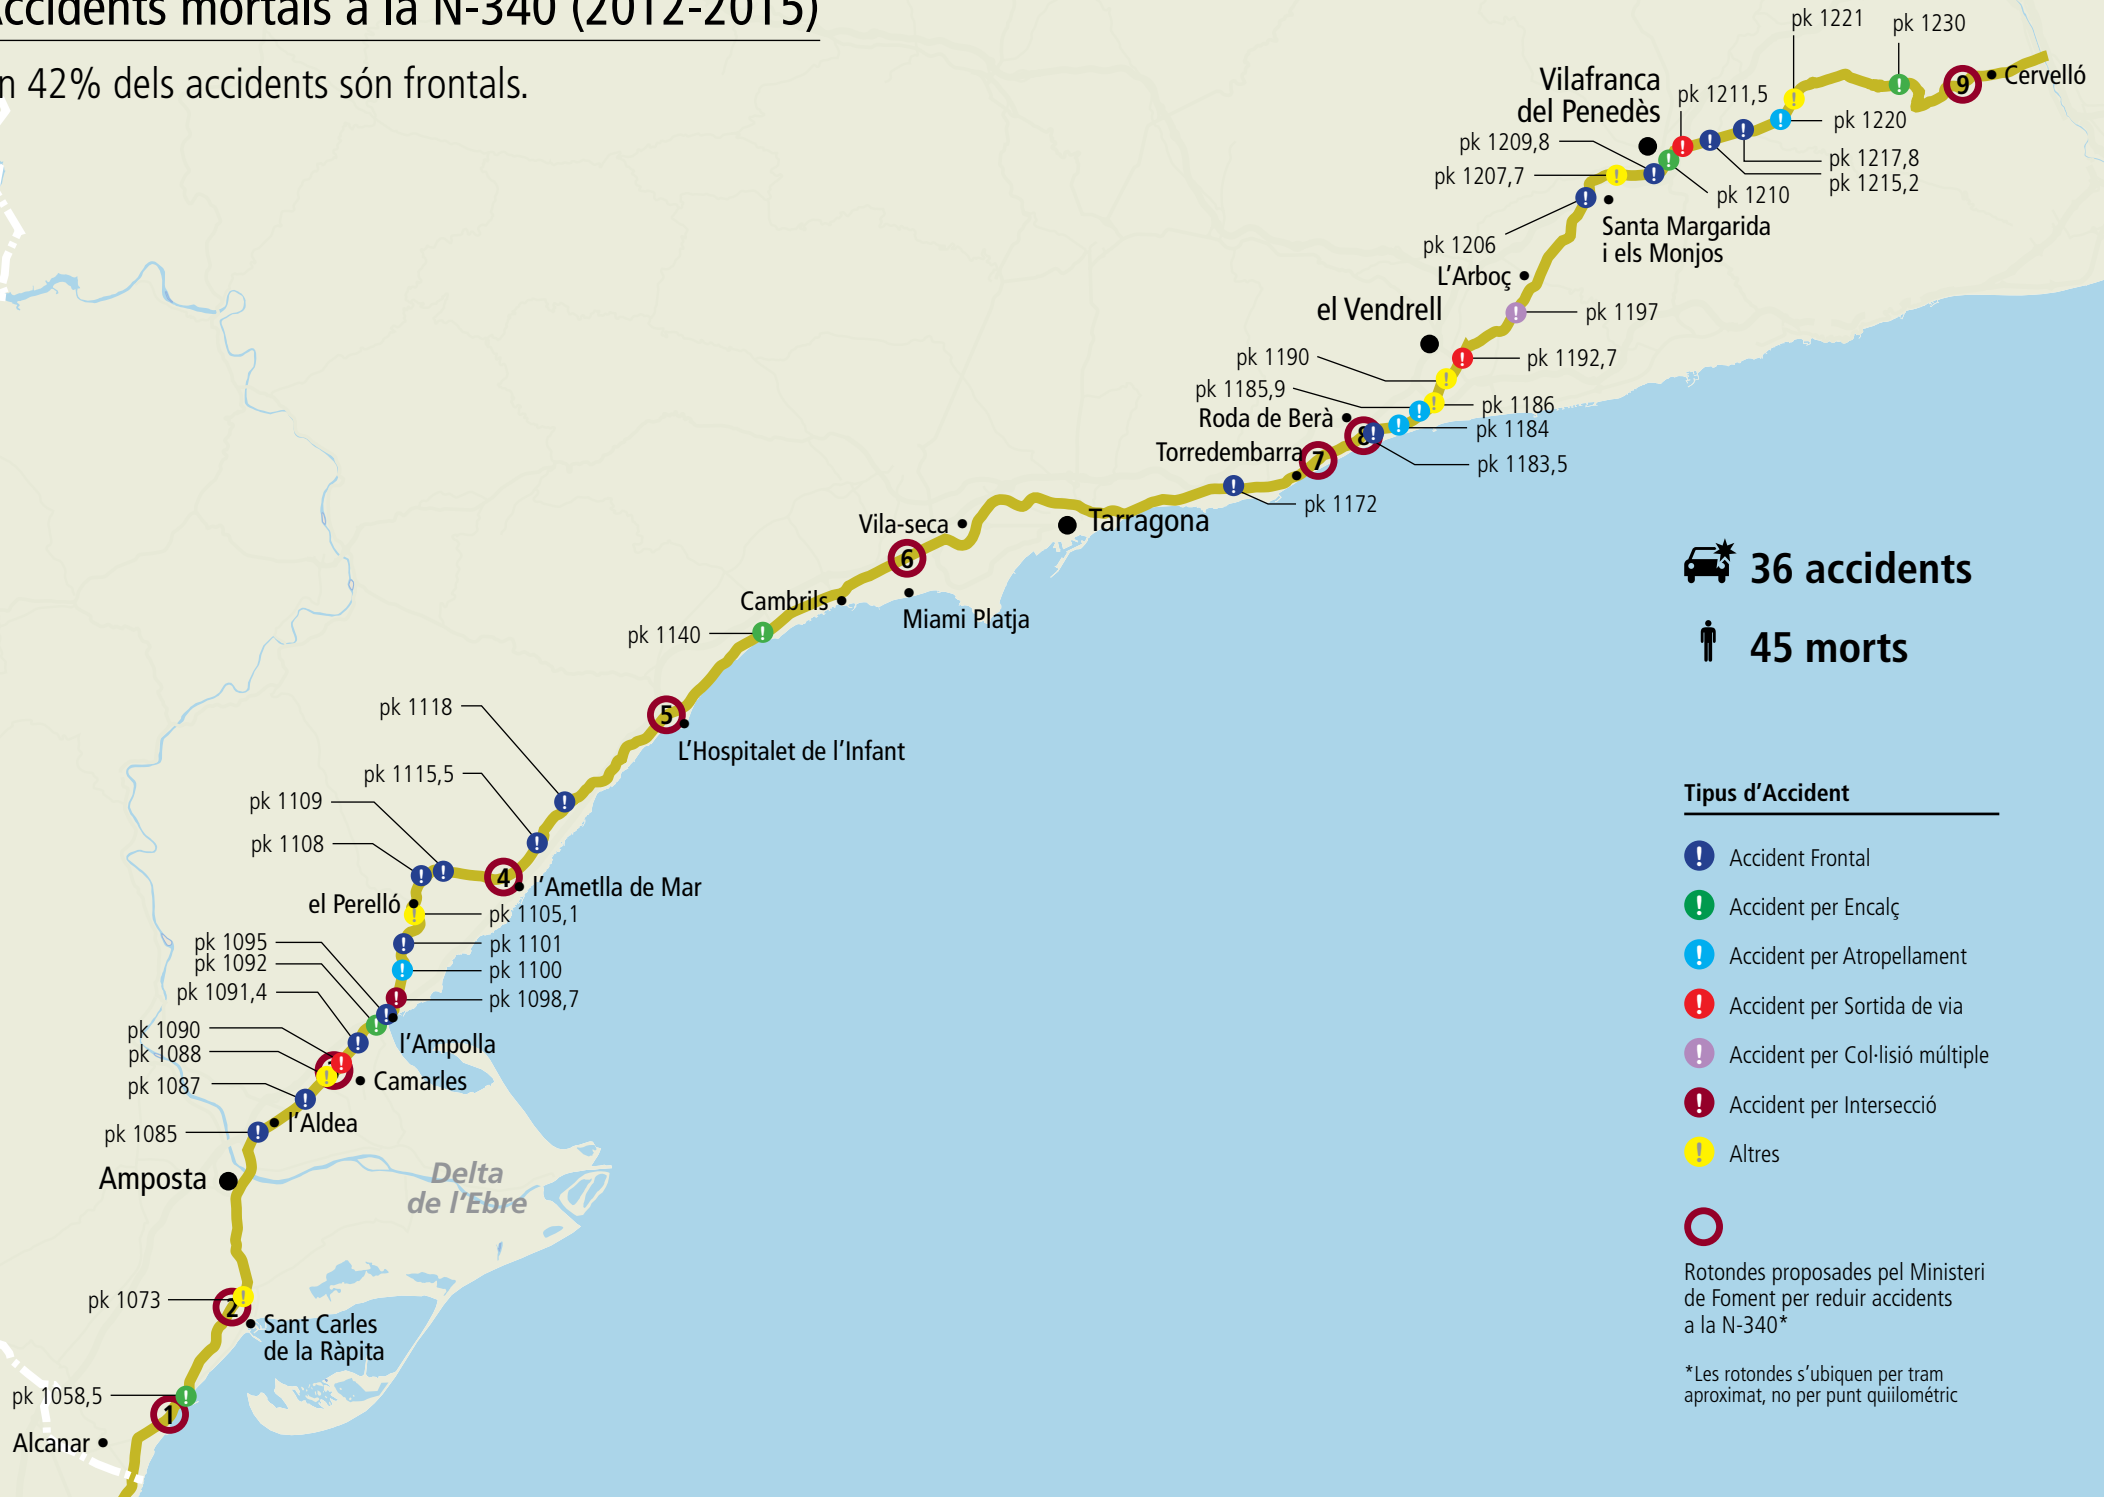 Accidents mortals a la N-340 (2012-2015)
n 42% dels accidents són frontals.
pk 1221
pk 1230
Cervelló
9
Vilafranca
del Penedès
pk 1211,5
pk 1220
pk 1209,8
pk 1217,8
pk 1215,2
pk 1207,7
pk 1210
Santa Margarida
i els Monjos
pk 1206
L'Arboç
el Vendrell
pk 1197
pk 1190
pk 1192,7
pk 1185,9
pk 1186
Roda de Berà
8
pk 1184
Torredembarra
7
pk 1183,5
pk 1172
Vila-seca
Tarragona
6
Cambrils
Miami Platja
pk 1140
36 accidents
45 morts
pk 1118
5
L'Hospitalet de l'Infant
pk 1115,5
pk 1109
pk 1108
4
l'Ametlla de Mar
el Perelló
pk 1105,1
pk 1095
pk 1101
pk 1092
pk 1100
pk 1091,4
pk 1098,7
pk 1090
l'Ampolla
pk 1088
Camarles
pk 1087
l'Aldea
pk 1085
Amposta
Delta
de l'Ebre
pk 1073
2
Sant Carles
de la Ràpita
pk 1058,5
1
Alcanar
Tipus d'Accident
Accident Frontal
Accident per Encalç
Accident per Atropellament
Accident per Sortida de via
Accident per Col·lisió múltiple
Accident per Intersecció
Altres
Rotondes proposades pel Ministeri
de Foment per reduir accidents
a la N-340*
*Les rotondes s'ubiquen per tram
aproximat, no per punt quiilométric